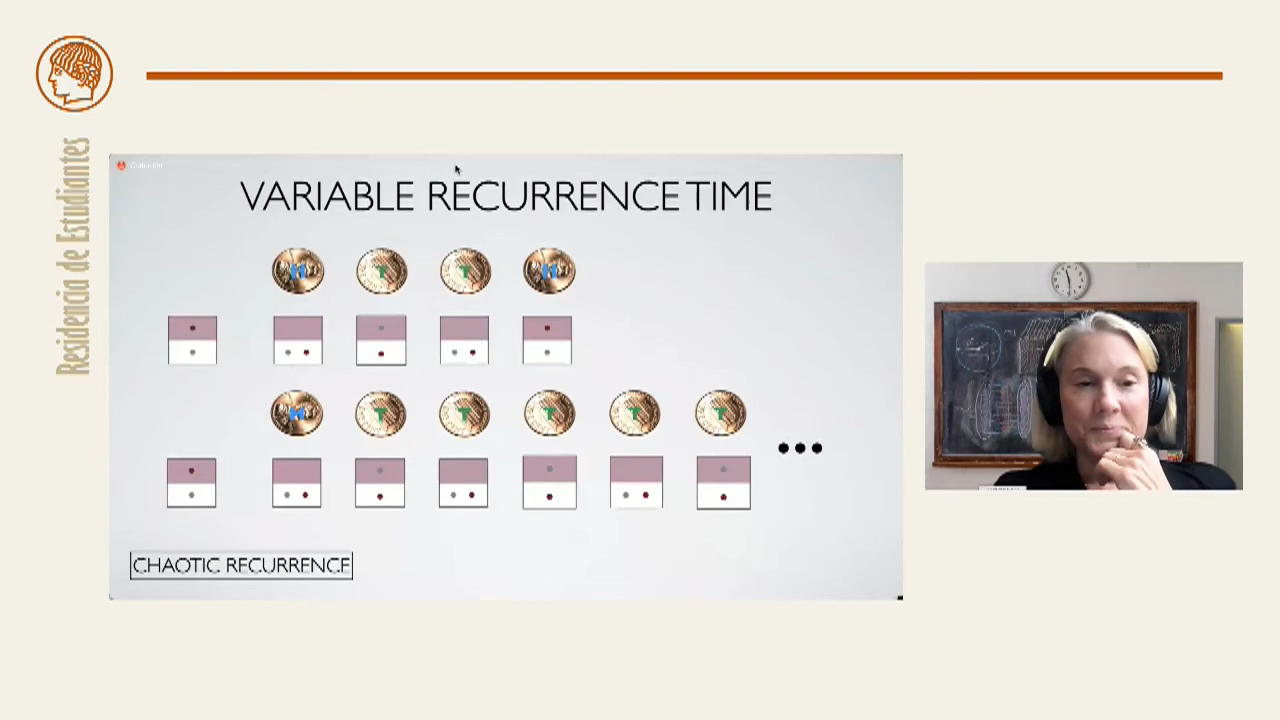 Residencia de Estudiantes
VARIABLE RECURRENCE TIME
H T T H
H T T T T T
CHAOTIC RECURRENCE